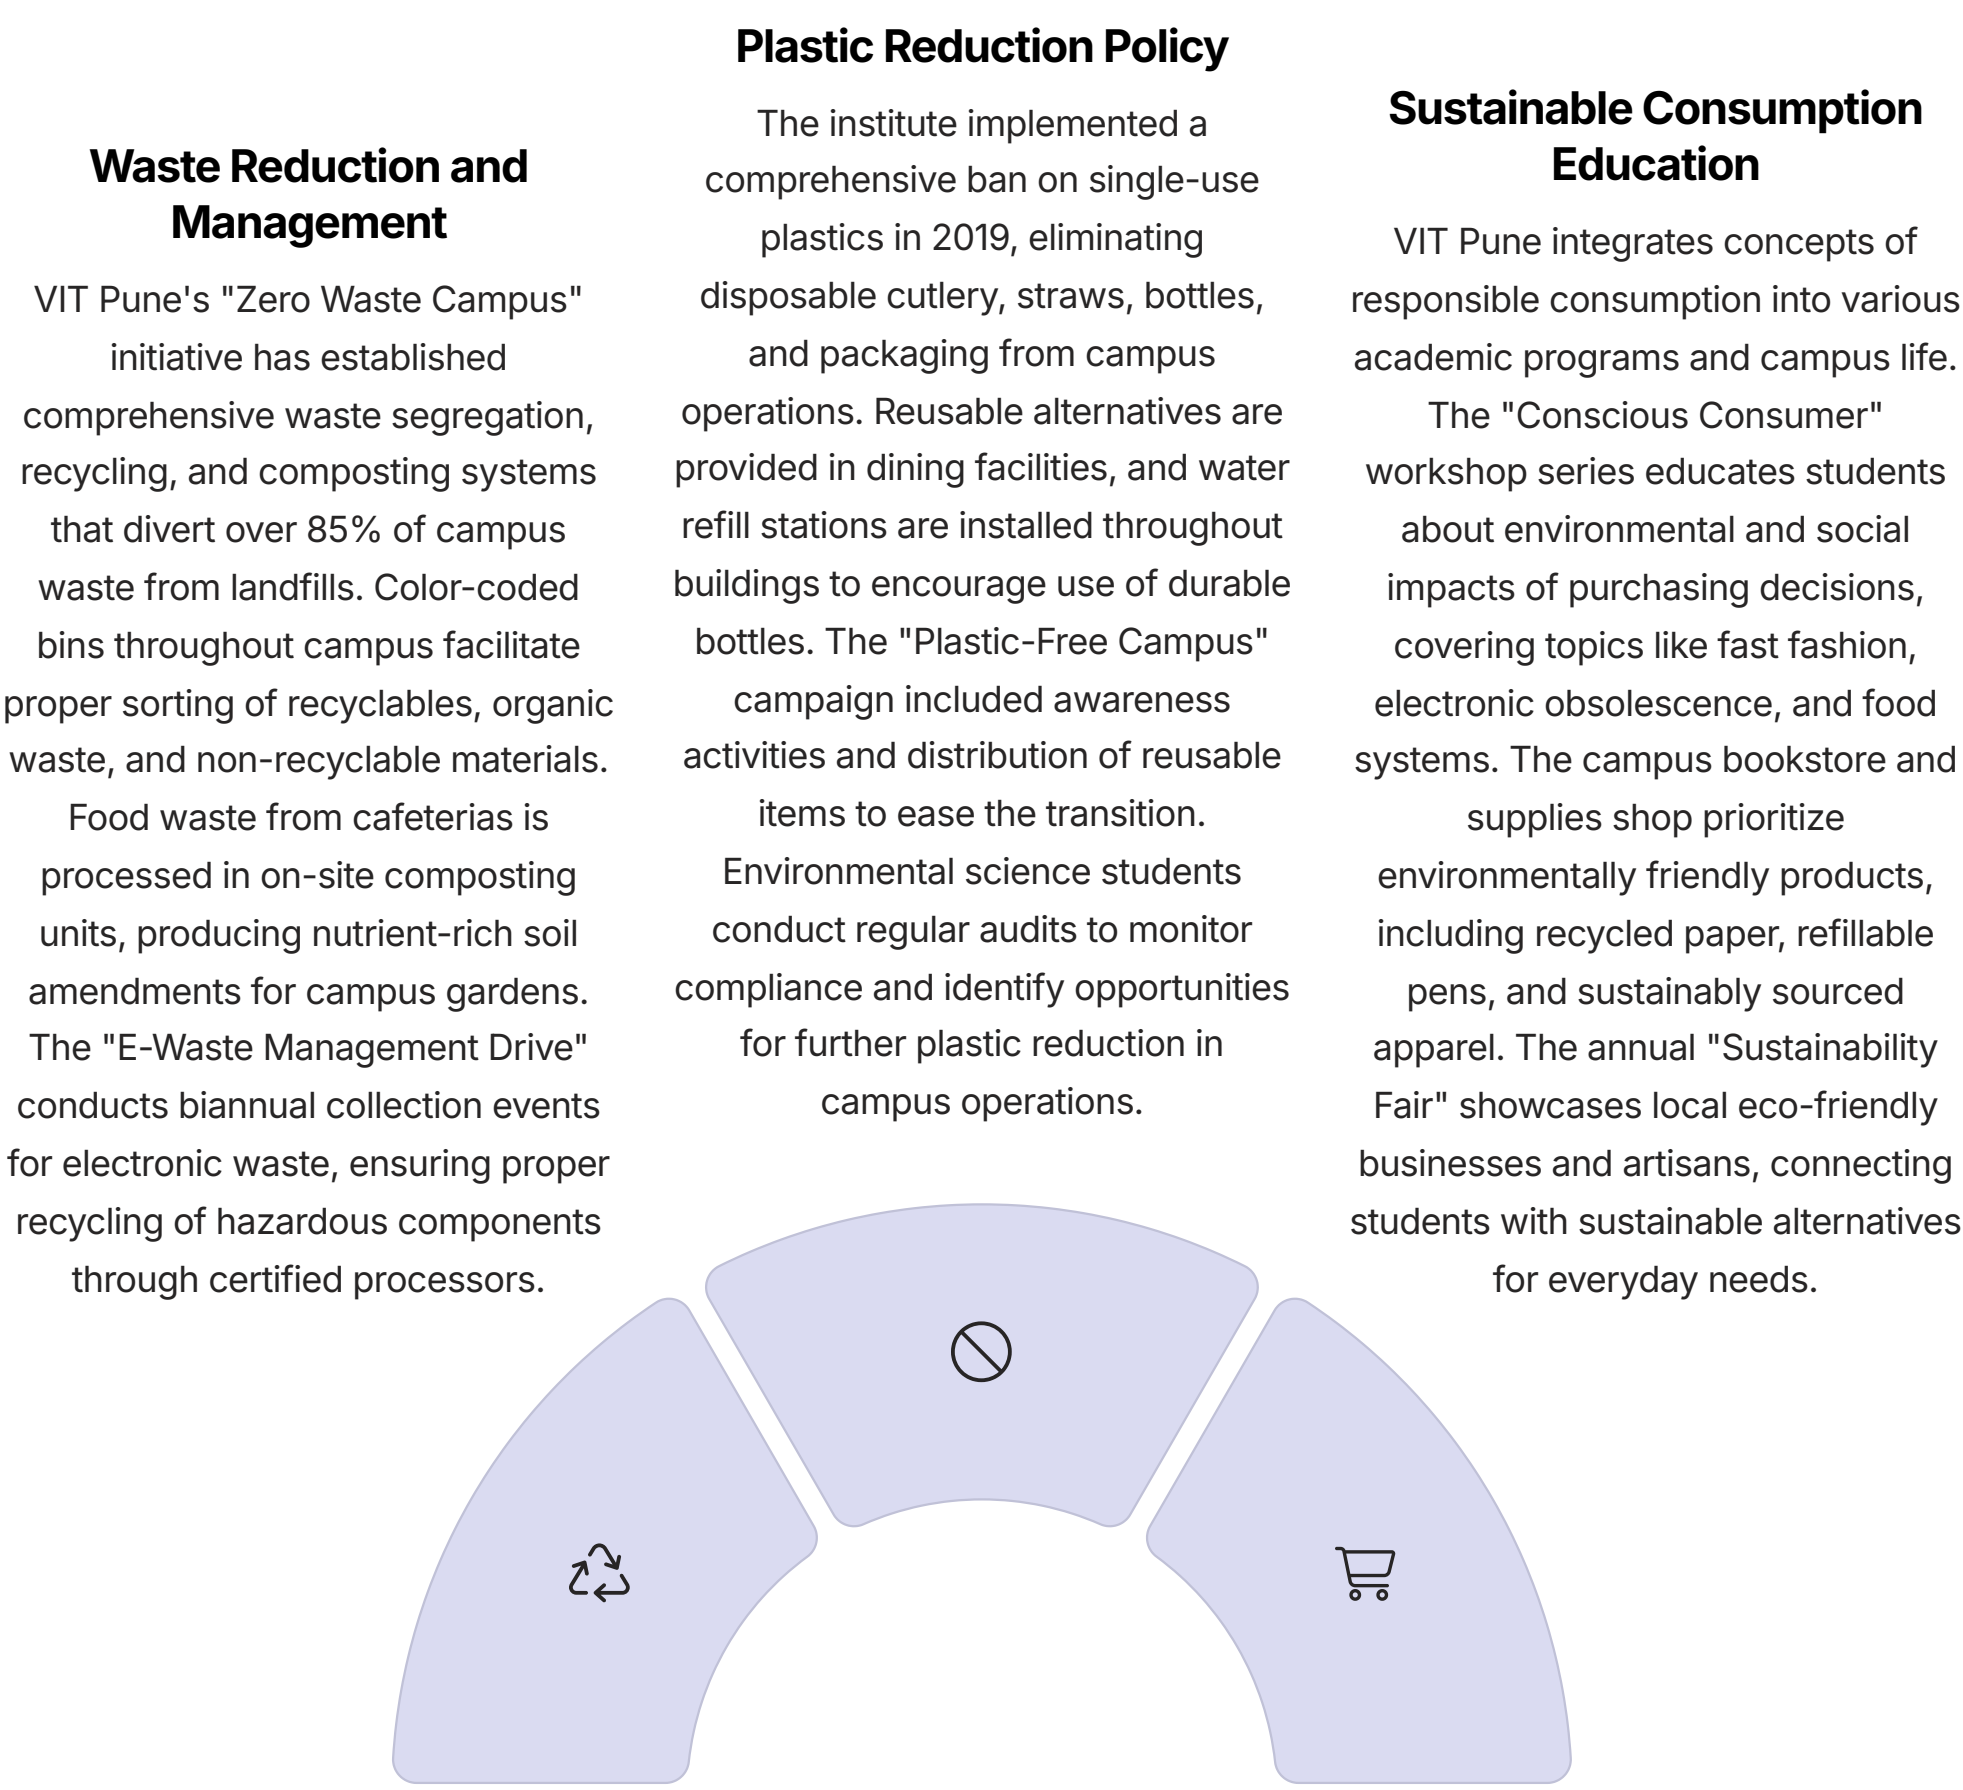 Waste Reduction and
Management
VIT Pune's "Zero Waste Campus"
initiative has established
comprehensive waste segregation,
recycling, and composting systems
that divert over 85% of campus
waste from landfills. Color-coded
bins throughout campus facilitate
proper sorting of recyclables, organic
waste, and non-recyclable materials.
Food waste from cafeterias is
processed in on-site composting
units, producing nutrient-rich soil
amendments for campus gardens.
The "E-Waste Management Drive"
conducts biannual collection events
for electronic waste, ensuring proper
recycling of hazardous components
through certified processors.
Plastic Reduction Policy
The institute implemented a
comprehensive ban on single-use
plastics in 2019, eliminating
disposable cutlery, straws, bottles,
and packaging from campus
operations. Reusable alternatives are
provided in dining facilities, and water
refill stations are installed throughout
buildings to encourage use of durable
bottles. The "Plastic-Free Campus"
campaign included awareness
activities and distribution of reusable
items to ease the transition.
Environmental science students
conduct regular audits to monitor
compliance and identify opportunities
for further plastic reduction in
campus operations.
Sustainable Consumption
Education
VIT Pune integrates concepts of
responsible consumption into various
academic programs and campus life.
The "Conscious Consumer"
workshop series educates students
about environmental and social
impacts of purchasing decisions,
covering topics like fast fashion,
electronic obsolescence, and food
systems. The campus bookstore and
supplies shop prioritize
environmentally friendly products,
including recycled paper, refillable
pens, and sustainably sourced
apparel. The annual "Sustainability
Fair" showcases local eco-friendly
businesses and artisans, connecting
students with sustainable alternatives
for everyday needs.